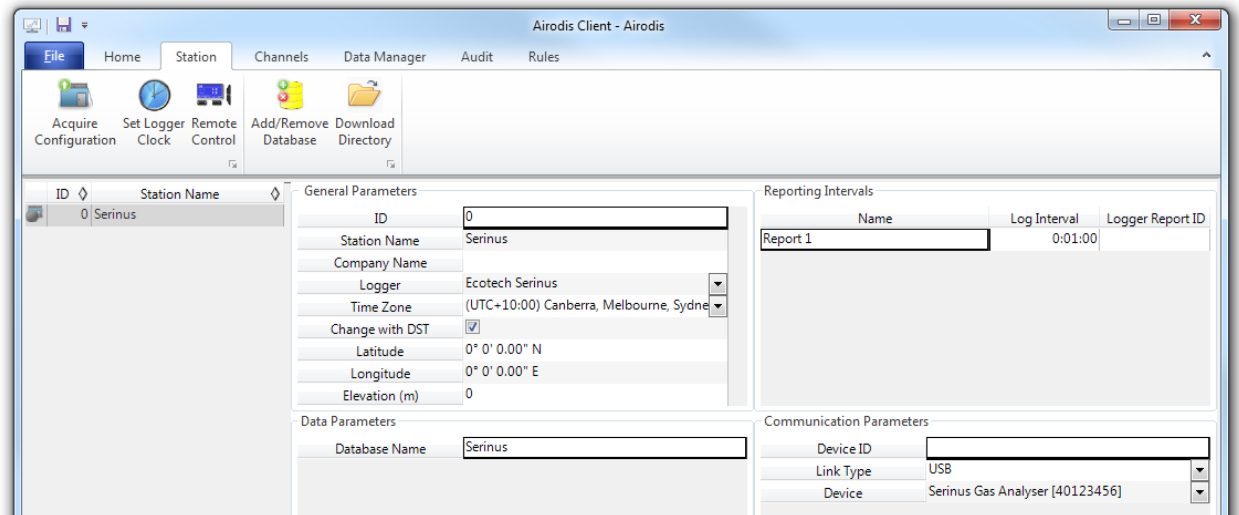 Airodis Client - Airodis
File Home Station Channels Data Manager Audit Rules
Acquire Configuration
Set Logger Clock
Remote Control
Add/Remove Database
Download Directory
ID Station Name
0 Serinus
General Parameters
ID 0
Station Name Serinus
Company Name
Logger Ecotech Serinus
Time Zone (UTC+10:00) Canberra, Melbourne, Sydne
Change with DST
Latitude 0° 0' 0.00" N
Longitude 0° 0' 0.00" E
Elevation (m) 0
Reporting Intervals
Name Log Interval Logger Report ID
Report 1 0:01:00
Data Parameters
Database Name Serinus
Communication Parameters
Device ID
Link Type USB
Device Serinus Gas Analyser [40123456]